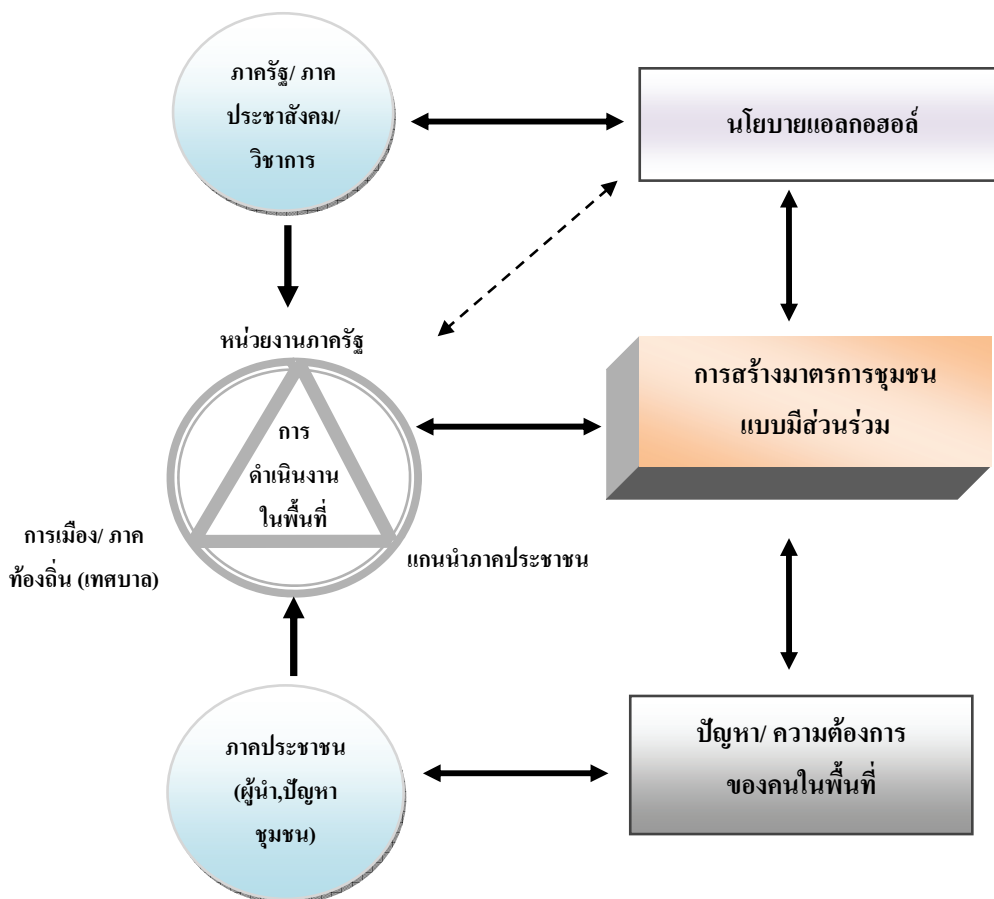 ภาครัฐ/ ภาค
ประชาสังคม/
วิชาการ
นโยบายแอลกอฮอล์
หน่วยงานภาครัฐ
การ
ดำเนินงาน
ในพื้นที่
การสร้างมาตรการชุมชน
แบบมีส่วนร่วม
การเมือง/ ภาค
ท้องถิ่น (เทศบาล)
แกนนำภาคประชาชน
ภาคประชาชน
(ผู้นำ,ปัญหา
ชุมชน)
ปัญหา/ ความต้องการ
ของคนในพื้นที่